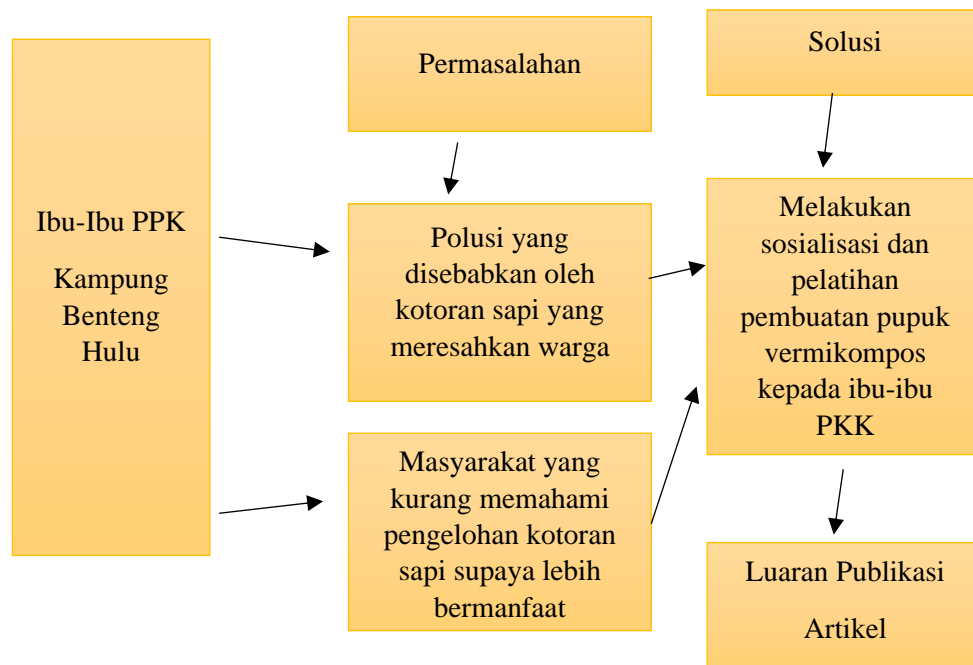 Ibu-Ibu PPK
Kampung
Benteng
Hulu
Permasalahan
Polusi yang
disebabkan oleh
kotoran sapi yang
meresahkan warga
Masyarakat yang
kurang memahami
pengelohan kotoran
sapi supaya lebih
bermanfaat
Solusi
Melakukan
sosialisasi dan
pelatihan
pembuatan pupuk
vermikompos
kepada ibu-ibu
PKK
Luaran Publikasi
Artikel